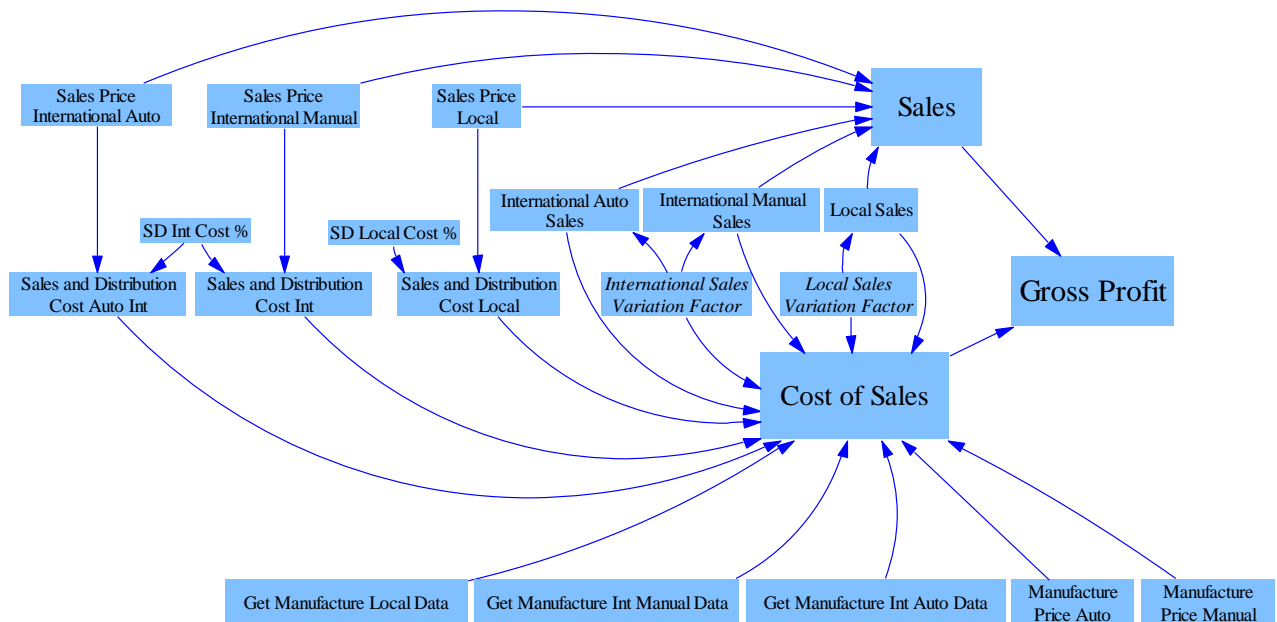 Sales Price
International Auto
Sales Price
International Manual
Sales Price
Local
Sales
International Auto
Sales
International Manual
Sales
Local Sales
SD Int Cost %
SD Local Cost %
Sales and Distribution
Cost Auto Int
Sales and Distribution
Cost Int
Sales and Distribution
Cost Local
International Sales
Variation Factor
Local Sales
Variation Factor
Gross Profit
Cost of Sales
Get Manufacture Local Data
Get Manufacture Int Manual Data
Get Manufacture Int Auto Data
Manufacture
Price Auto
Manufacture
Price Manual